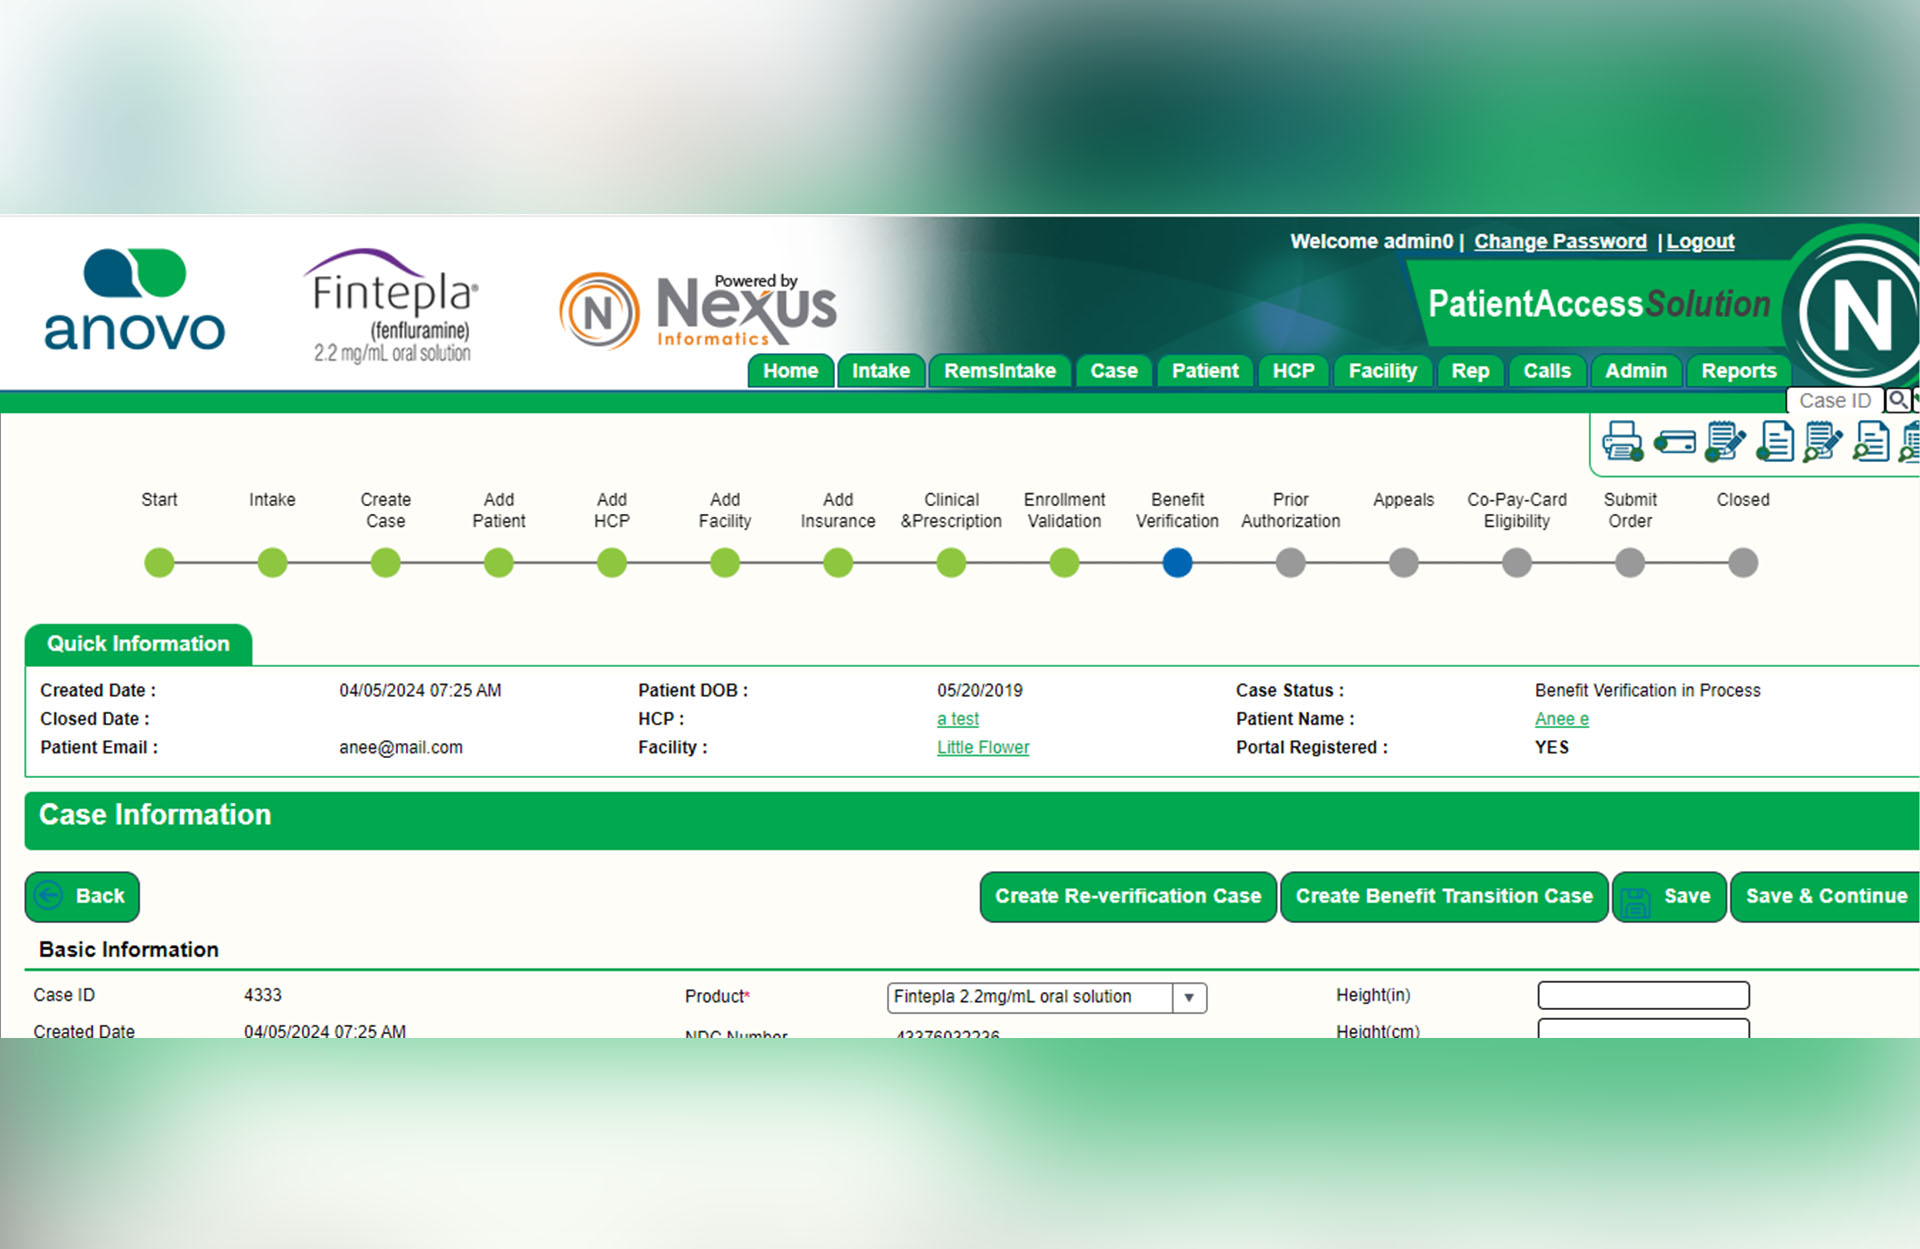 anovo
Fintepla®
(fenfluramine)
2.2 mg/mL oral solution
N
Powered by
Nexus
Informatics
Welcome admin0 | Change Password | Logout
PatientAccessSolution
N
Home Intake RemsIntake Case Patient HCP Facility Rep Calls Admin Reports
Case ID
Start Intake Create Case Add Patient Add HCP Add Facility Add Insurance Clinical &Prescription Enrollment Validation Benefit Verification Prior Authorization Appeals Co-Pay-Card Eligibility Submit Order Closed
Quick Information
Created Date : 04/05/2024 07:25 AM Patient DOB : 05/20/2019 Case Status : Benefit Verification in Process
Closed Date : HCP : a test Patient Name : Anee e
Patient Email : anee@mail.com Facility : Little Flower Portal Registered : YES
Case Information
Back Create Re-verification Case Create Benefit Transition Case Save Save & Continue
Basic Information
Case ID 4333 Product* Fintepla 2.2mg/mL oral solution Height(in)
Created Date 04/05/2024 07:25 AM NDC Number 43376032236 Height(cm)